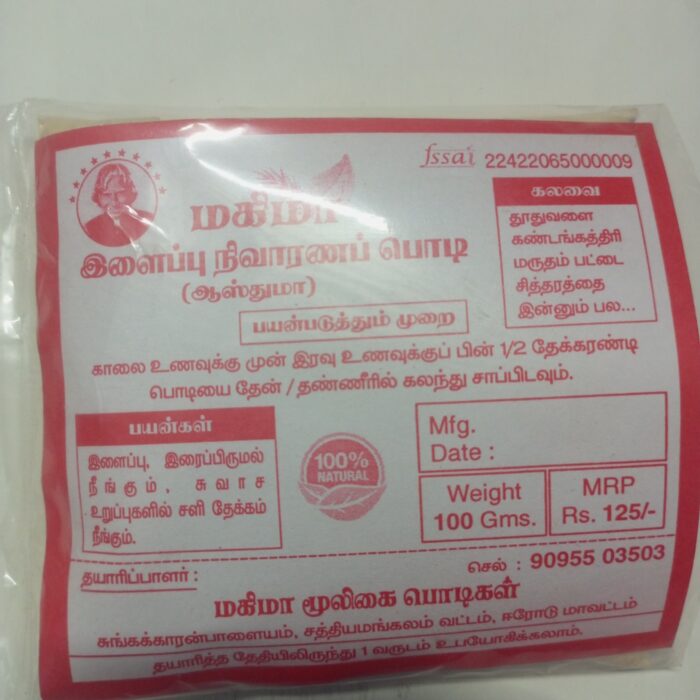 fssai 22422065000009
மகிமா
இளைப்பு நிவாரணப் பொடி
(ஆஸ்துமா)
கலவை
தூதுவளை
கண்டங்கத்திரி
மருதம் பட்டை
சித்தரத்தை
இன்னும் பல...
பயன்படுத்தும் முறை
காலை உணவுக்கு முன் இரவு உணவுக்குப் பின் 1/2 தேக்கரண்டி
பொடியை தேன் / தண்ணீரில் கலந்து சாப்பிடவும்.
பயன்கள்
இளைப்பு, இரைப்பிருமல்
நீங்கும், சுவாச
உறுப்புகளில் சளி தேக்கம்
நீங்கும்.
100%
NATURAL
Mfg.
Date :
Weight
100 Gms.
MRP
Rs. 125/-
தயாரிப்பாளர் :
செல் : 90955 03503
மகிமா மூலிகை பொடிகள்
சுங்கக்காரன்பாளையம், சத்தியமங்கலம் வட்டம், ஈரோடு மாவட்டம்
தயாரித்த தேதியிலிருந்து 1 வருடம் உபயோகிக்கலாம்.